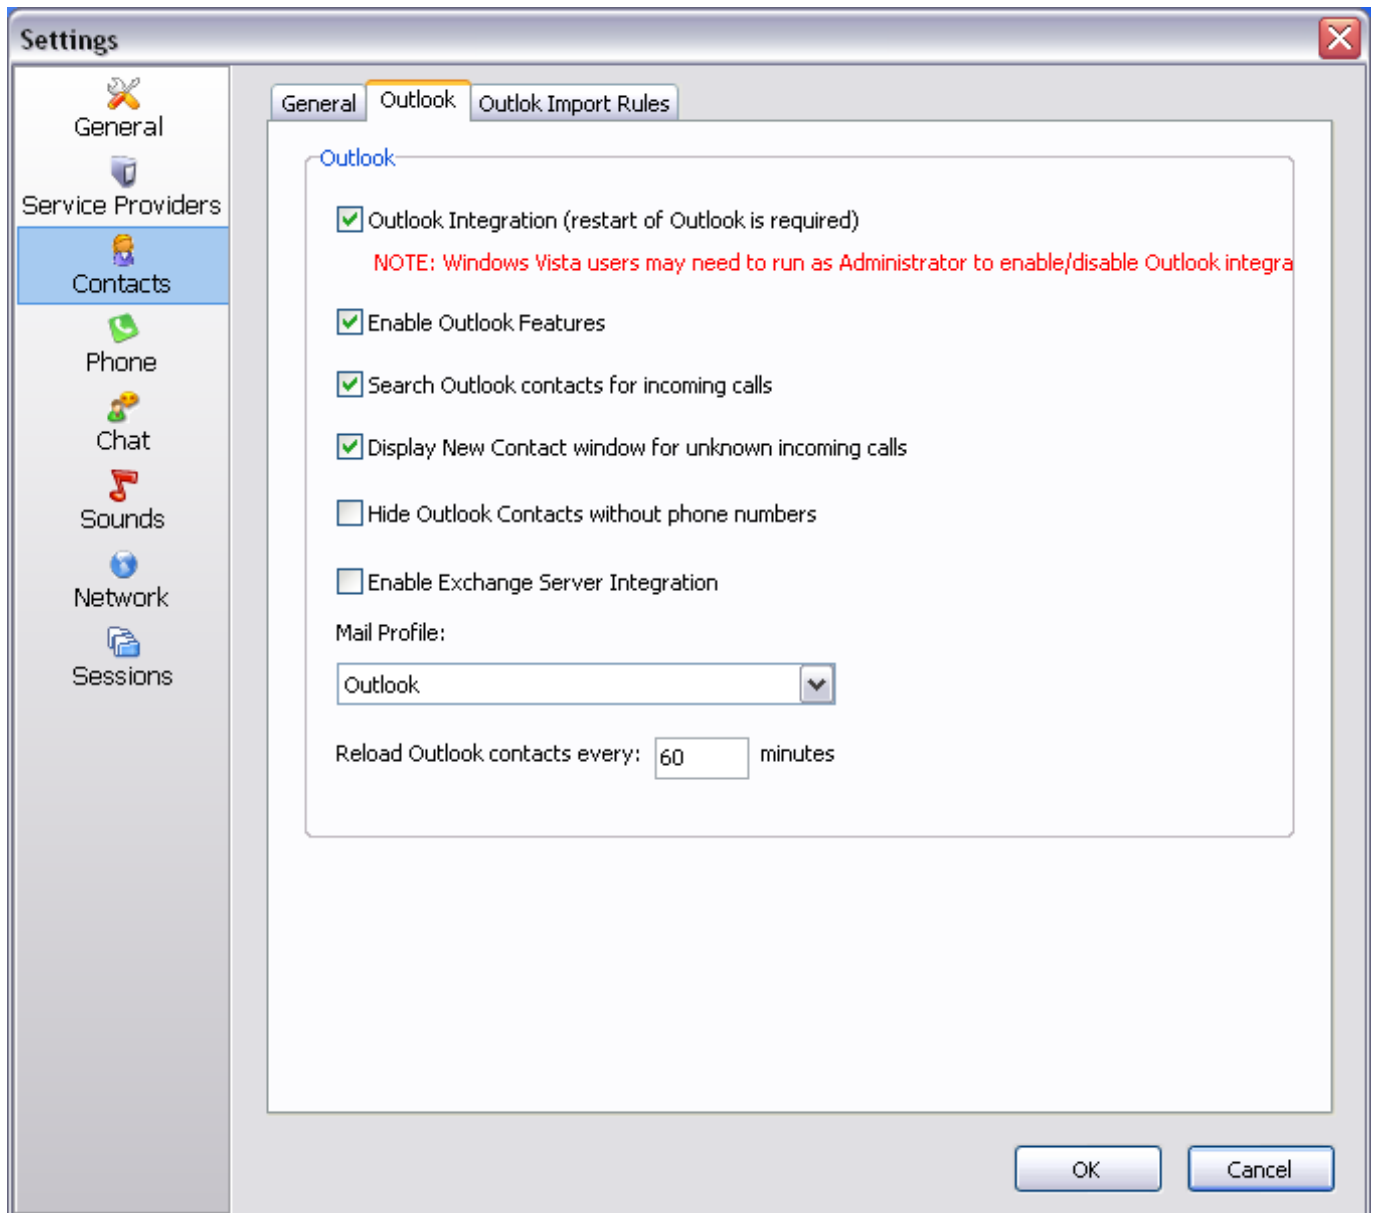 Settings
General
Service Providers
Contacts
Phone
Chat
Sounds
Network
Sessions
General Outlook Outlok Import Rules
Outlook
Outlook Integration (restart of Outlook is required)
NOTE: Windows Vista users may need to run as Administrator to enable/disable Outlook integra
Enable Outlook Features
Search Outlook contacts for incoming calls
Display New Contact window for unknown incoming calls
Hide Outlook Contacts without phone numbers
Enable Exchange Server Integration
Mail Profile:
Outlook
Reload Outlook contacts every: 60 minutes
OK Cancel